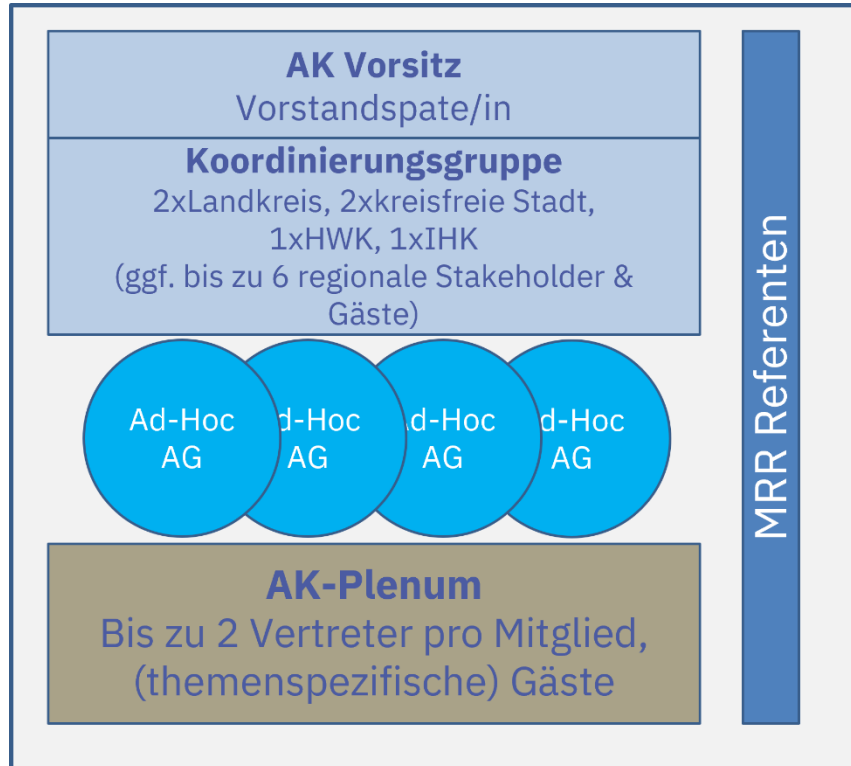 AK Vorsitz
Vorstandspate/in
Koordinierungsgruppe
2xLandkreis, 2xkreisfreie Stadt,
1xHWK, 1xIHK
(ggf. bis zu 6 regionale Stakeholder &
Gäste)
Ad-Hoc
AG
d-Hoc
AG
d-Hoc
AG
d-Hoc
AG
AK-Plenum
Bis zu 2 Vertreter pro Mitglied,
(themenspezifische) Gäste
MRR Referenten